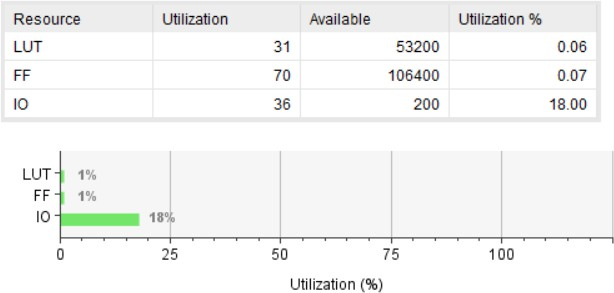 Resource Utilization Available Utilization %
LUT 31 53200 0.06
FF 70 106400 0.07
IO 36 200 18.00
LUT 1%
FF 1%
IO 18%
0 25 50 75 100
Utilization (%)